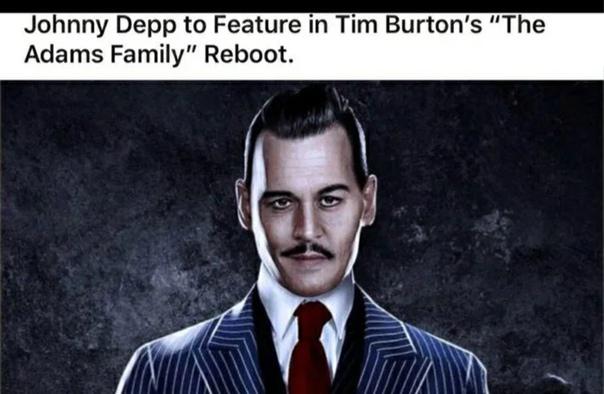 Johnny Depp to Feature in Tim Burton's “The
Adams Family” Reboot.